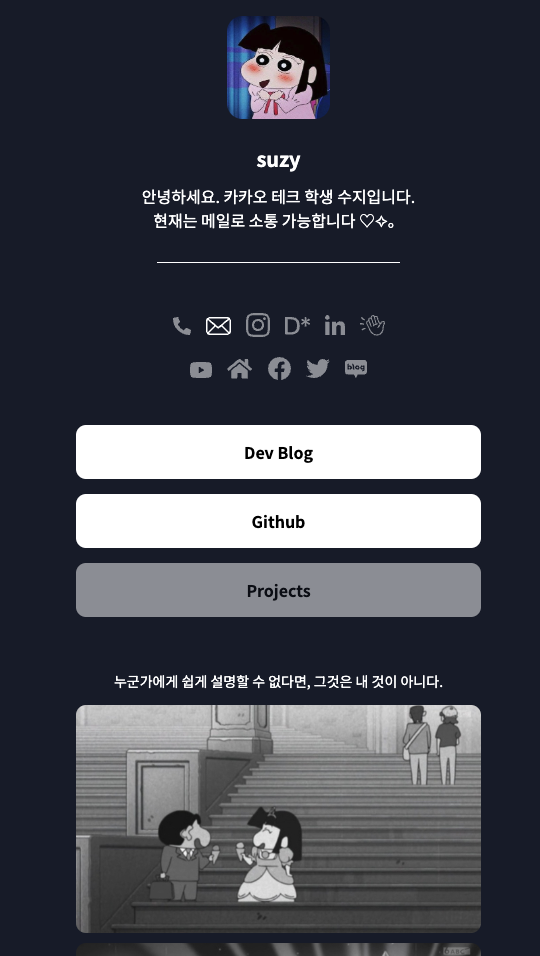 suzy
안녕하세요. 카카오 테크 학생 수지입니다.
현재는 메일로 소통 가능합니다 ♡✧。
D*
in
blog
Dev Blog
Github
Projects
누군가에게 쉽게 설명할 수 없다면, 그것은 내 것이 아니다.